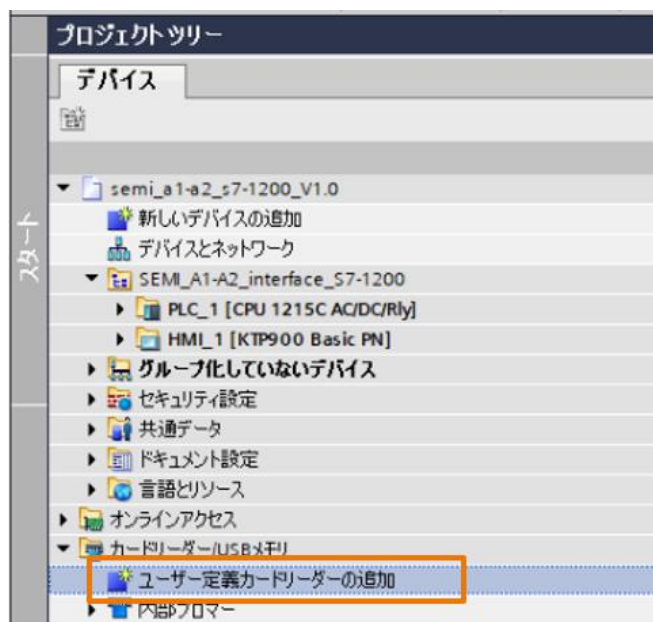 プロジェクトツリー
デバイス
スタート
semi_a1-a2_s7-1200_V1.0
新しいデバイスの追加
デバイスとネットワーク
SEMI_A1-A2_interface_S7-1200
PLC_1 [CPU 1215C AC/DC/Rly]
HMI_1 [KTP900 Basic PN]
グループ化していないデバイス
セキュリティ設定
共通データ
ドキュメント設定
言語とリソース
オンラインアクセス
カードリーダー/USBメモリ
ユーザー定義カードリーダーの追加
内部プロマー